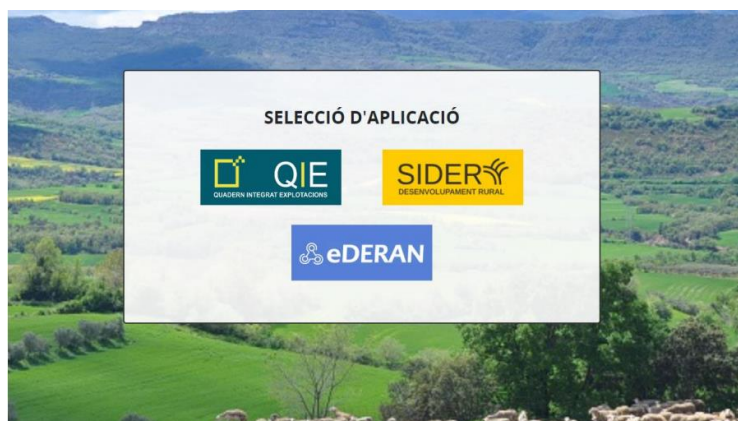 SELECCIÓ D'APLICACIÓ
QIE
QUADERN INTEGRAT EXPLOTACIONS
SIDER
DESENVOLUPAMENT RURAL
eDERAN